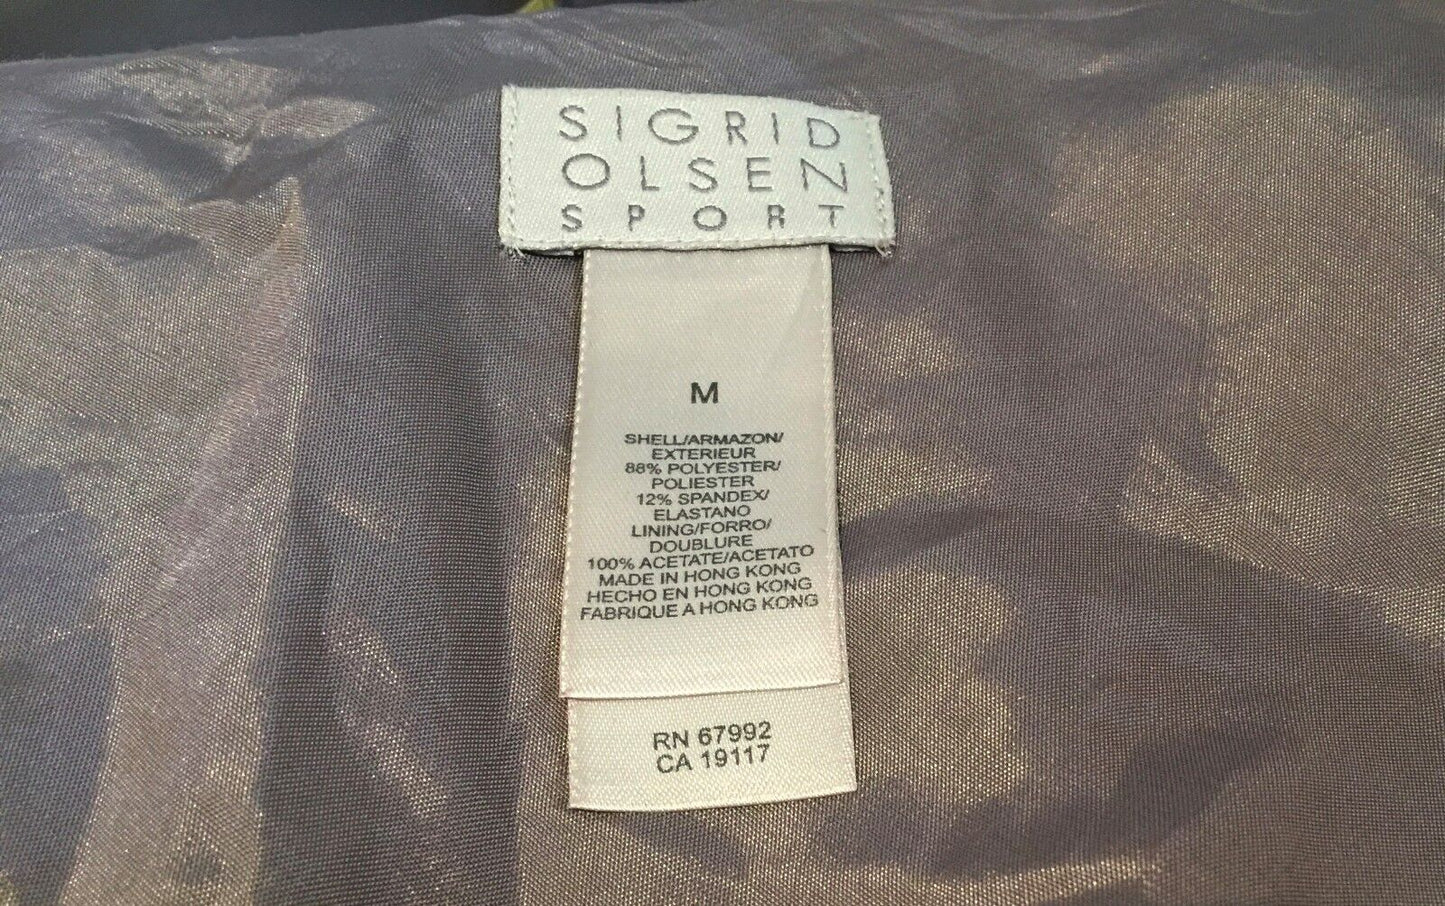 SIGRID
OLSEN
SPORT
M
SHELL/ARMAZON/
EXTERIEUR
88% POLYESTER/
POLIESTER
12% SPANDEX/
ELASTANO
LINING/FORRO/
DOUBLURE
100% ACETATE/ACETATO
MADE IN HONG KONG
HECHO EN HONG KONG
FABRIQUE A HONG KONG
RN 67992
CA 19117